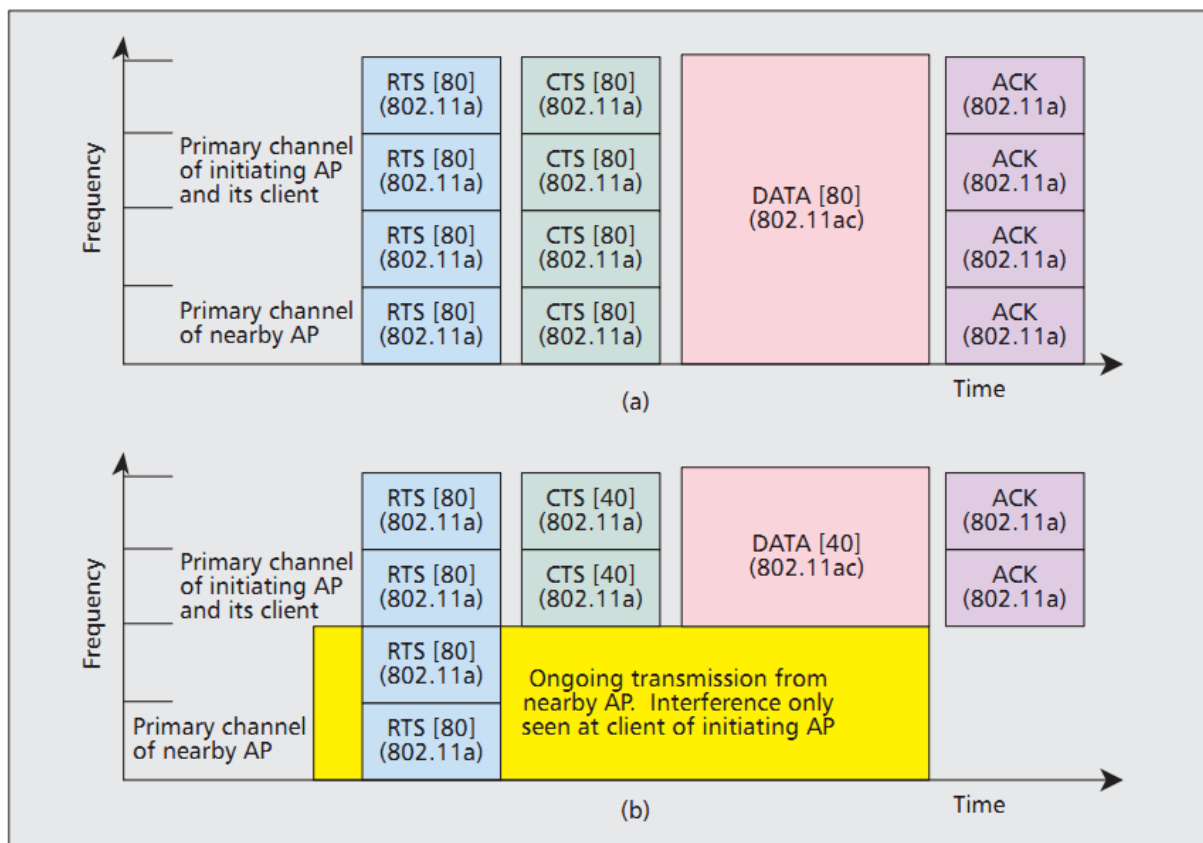 Frequency
Primary channel
of initiating AP
and its client
Primary channel
of nearby AP
RTS [80]
(802.11a)
RTS [80]
(802.11a)
RTS [80]
(802.11a)
RTS [80]
(802.11a)
CTS [80]
(802.11a)
CTS [80]
(802.11a)
CTS [80]
(802.11a)
CTS [80]
(802.11a)
DATA [80]
(802.11ac)
ACK
(802.11a)
ACK
(802.11a)
ACK
(802.11a)
ACK
(802.11a)
Time
(a)
Frequency
Primary channel
of initiating AP
and its client
Primary channel
of nearby AP
RTS [80]
(802.11a)
RTS [80]
(802.11a)
RTS [80]
(802.11a)
RTS [80]
(802.11a)
CTS [40]
(802.11a)
CTS [40]
(802.11a)
DATA [40]
(802.11ac)
ACK
(802.11a)
ACK
(802.11a)
Ongoing transmission from
nearby AP.  Interference only
seen at client of initiating AP
Time
(b)